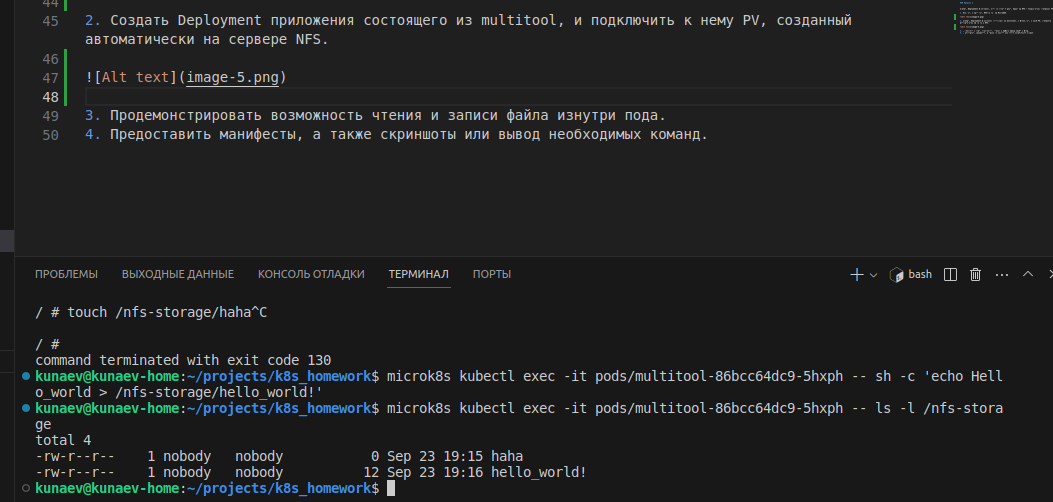 44
45 2. Создать Deployment приложения состоящего из multitool, и подключить к нему PV, созданный
автоматически на сервере NFS.
46
47 ![Alt text](image-5.png)
48
49 3. Продемонстрировать возможность чтения и записи файла изнутри пода.
50 4. Предоставить манифесты, а также скриншоты или вывод необходимых команд.
ПРОБЛЕМЫ ВЫХОДНЫЕ ДАННЫЕ КОНСОЛЬ ОТЛАДКИ ТЕРМИНАЛ ПОРТЫ bash
/ # touch /nfs-storage/haha^C
/ #
command terminated with exit code 130
kunaev@kunaev-home:~/projects/k8s_homework$ microk8s kubectl exec -it pods/multitool-86bcc64dc9-5hxph -- sh -c 'echo Hell
o_world > /nfs-storage/hello_world!'
kunaev@kunaev-home:~/projects/k8s_homework$ microk8s kubectl exec -it pods/multitool-86bcc64dc9-5hxph -- ls -l /nfs-stora
ge
total 4
-rw-r--r--    1 nobody   nobody           0 Sep 23 19:15 haha
-rw-r--r--    1 nobody   nobody          12 Sep 23 19:16 hello_world!
kunaev@kunaev-home:~/projects/k8s_homework$